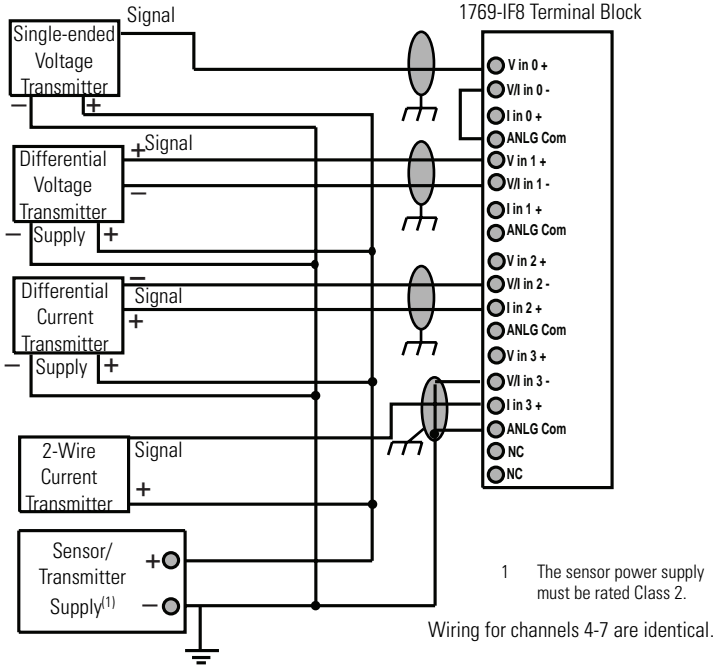 1769-IF8 Terminal Block
Signal
Single-ended
Voltage
Transmitter
− +
Differential
Voltage
Transmitter
+ Signal
−
− Supply +
Differential
Current
Transmitter
−
Signal
+
− Supply +
2-Wire
Current
Transmitter
Signal
+
Sensor/
Transmitter
Supply(1)
+
−
V in 0 +
V/I in 0 -
I in 0 +
ANLG Com
V in 1 +
V/I in 1 -
I in 1 +
ANLG Com
V in 2 +
V/I in 2 -
I in 2 +
ANLG Com
V in 3 +
V/I in 3 -
I in 3 +
ANLG Com
NC
NC
1 The sensor power supply
must be rated Class 2.
Wiring for channels 4-7 are identical.